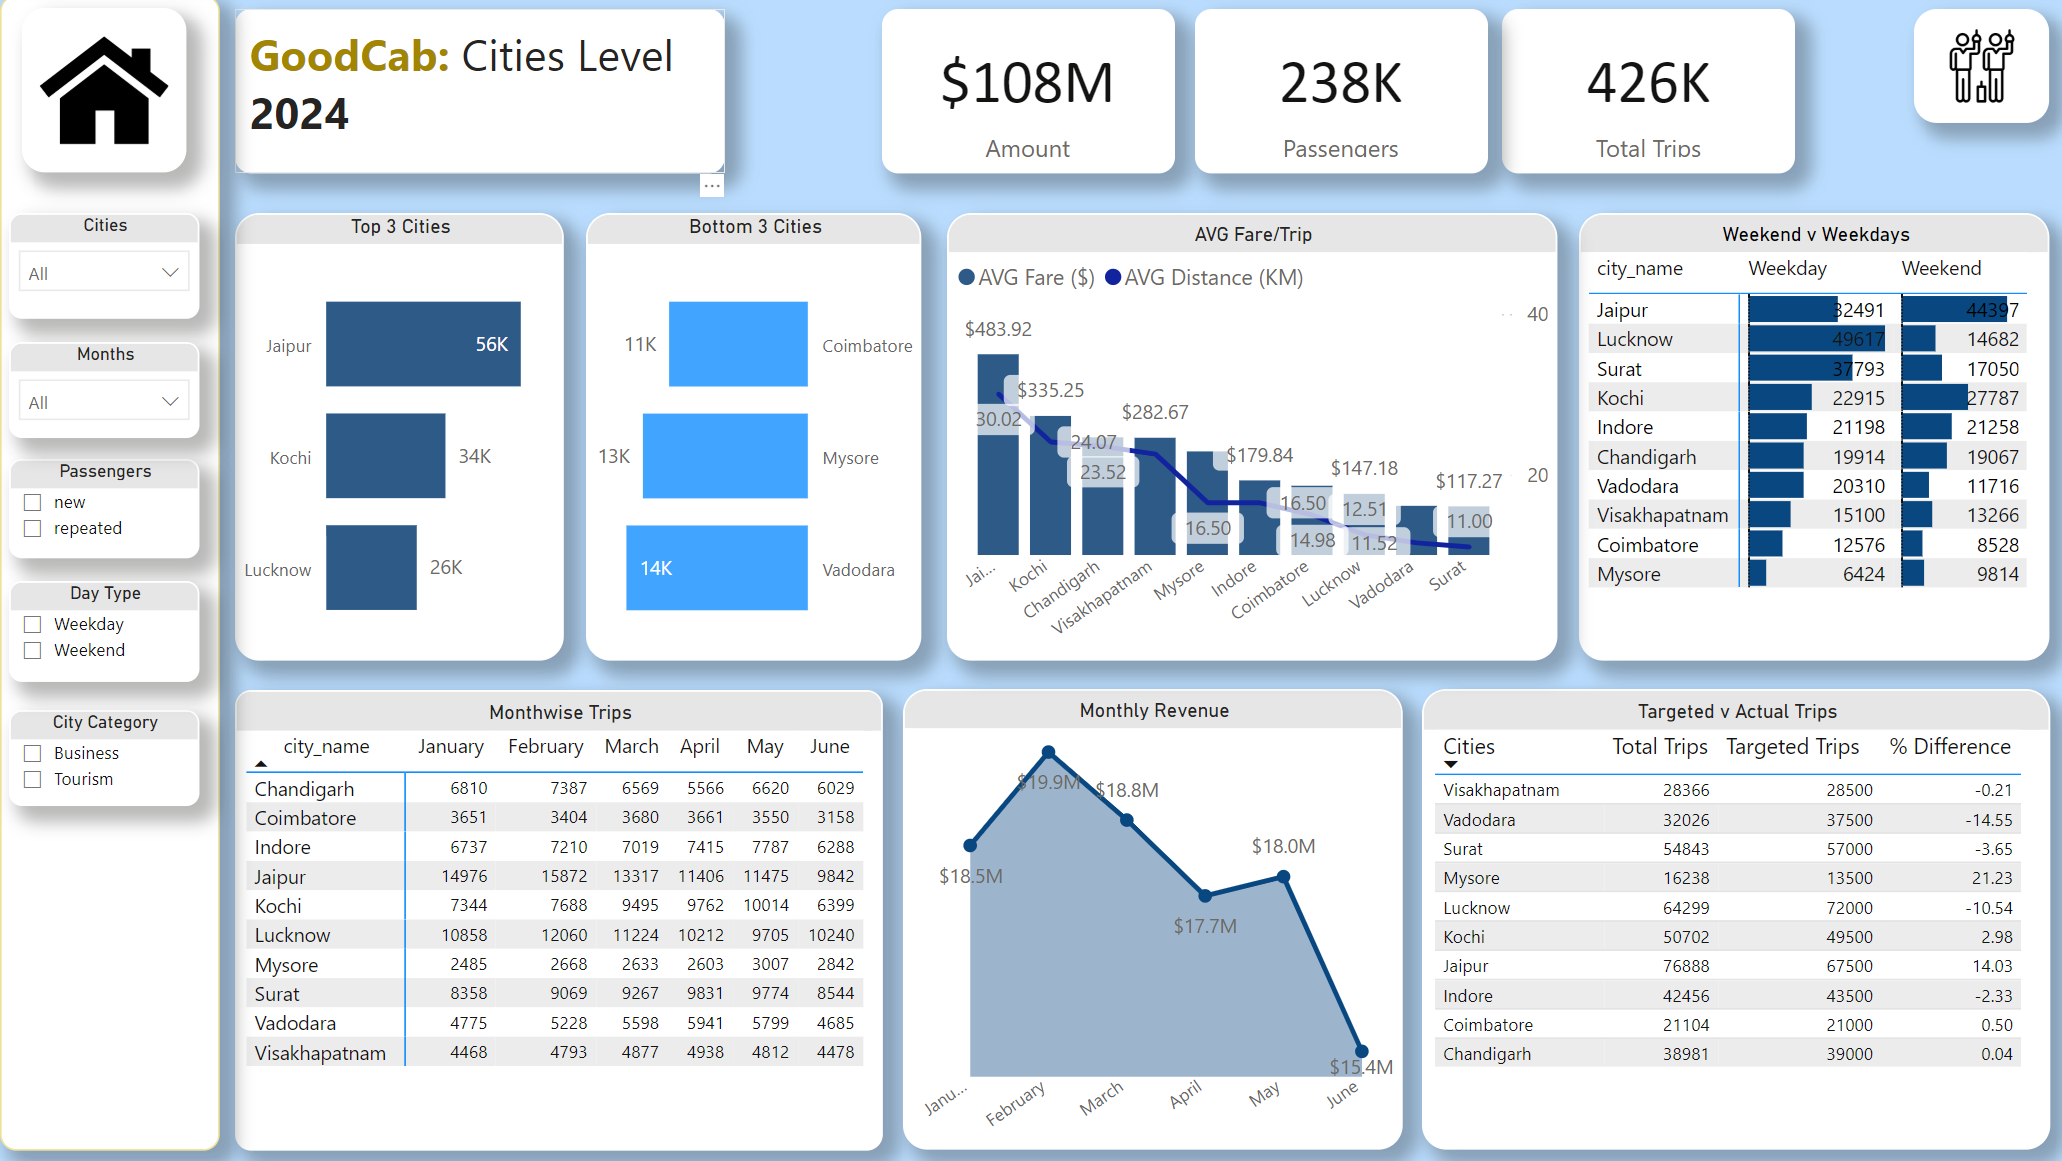 GoodCab: Cities Level
2024
$108M
Amount
238K
Passengers
426K
Total Trips
...
Cities
All
Months
All
Passengers
new
repeated
Day Type
Weekday
Weekend
City Category
Business
Tourism
Top 3 Cities
Jaipur 56K
Kochi 34K
Lucknow 26K
Bottom 3 Cities
11K Coimbatore
13K Mysore
14K Vadodara
AVG Fare/Trip
AVG Fare ($) AVG Distance (KM)
40
20
$483.92
$335.25
$282.67
$179.84
$147.18
$117.27
30.02
24.07
23.52
16.50
16.50
14.98
12.51
11.52
11.00
Jai... Kochi Chandigarh Visakhapatnam Mysore Indore Coimbatore Lucknow Vadodara Surat
Weekend v Weekdays
city_name Weekday Weekend
Jaipur 32491 44397
Lucknow 49617 14682
Surat 37793 17050
Kochi 22915 27787
Indore 21198 21258
Chandigarh 19914 19067
Vadodara 20310 11716
Visakhapatnam 15100 13266
Coimbatore 12576 8528
Mysore 6424 9814
Monthwise Trips
city_name January February March April May June
Chandigarh 6810 7387 6569 5566 6620 6029
Coimbatore 3651 3404 3680 3661 3550 3158
Indore 6737 7210 7019 7415 7787 6288
Jaipur 14976 15872 13317 11406 11475 9842
Kochi 7344 7688 9495 9762 10014 6399
Lucknow 10858 12060 11224 10212 9705 10240
Mysore 2485 2668 2633 2603 3007 2842
Surat 8358 9069 9267 9831 9774 8544
Vadodara 4775 5228 5598 5941 5799 4685
Visakhapatnam 4468 4793 4877 4938 4812 4478
Monthly Revenue
$18.5M
$19.9M
$18.8M
$17.7M
$18.0M
$15.4M
Janu... February March April May June
Targeted v Actual Trips
Cities Total Trips Targeted Trips % Difference
Visakhapatnam 28366 28500 -0.21
Vadodara 32026 37500 -14.55
Surat 54843 57000 -3.65
Mysore 16238 13500 21.23
Lucknow 64299 72000 -10.54
Kochi 50702 49500 2.98
Jaipur 76888 67500 14.03
Indore 42456 43500 -2.33
Coimbatore 21104 21000 0.50
Chandigarh 38981 39000 0.04